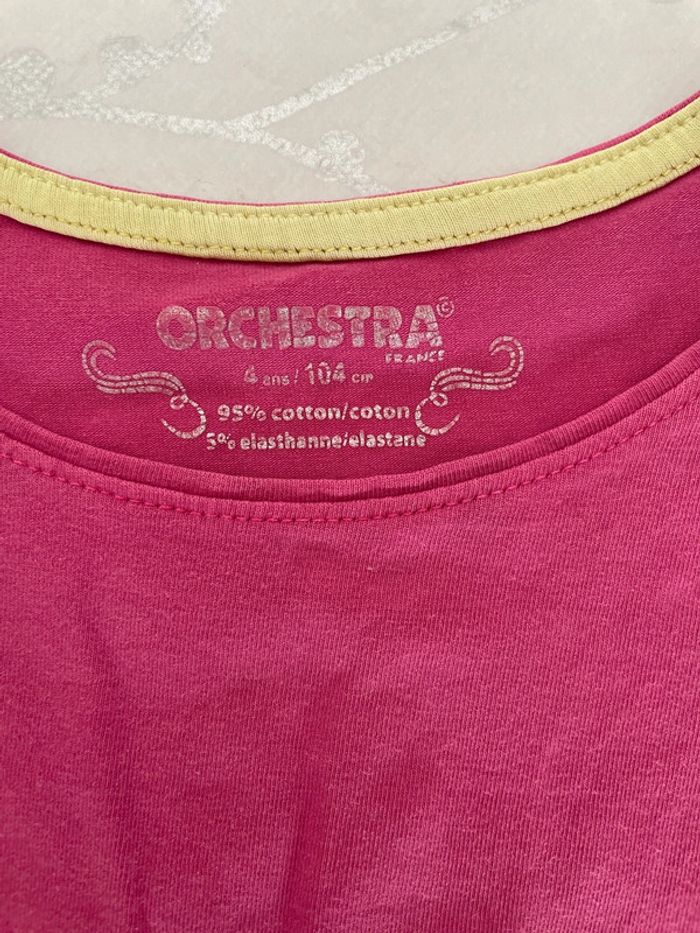 ORCHESTRA©
FRANCE
4 ans / 104 cm
95% cotton/coton
5% elasthanne/elastane